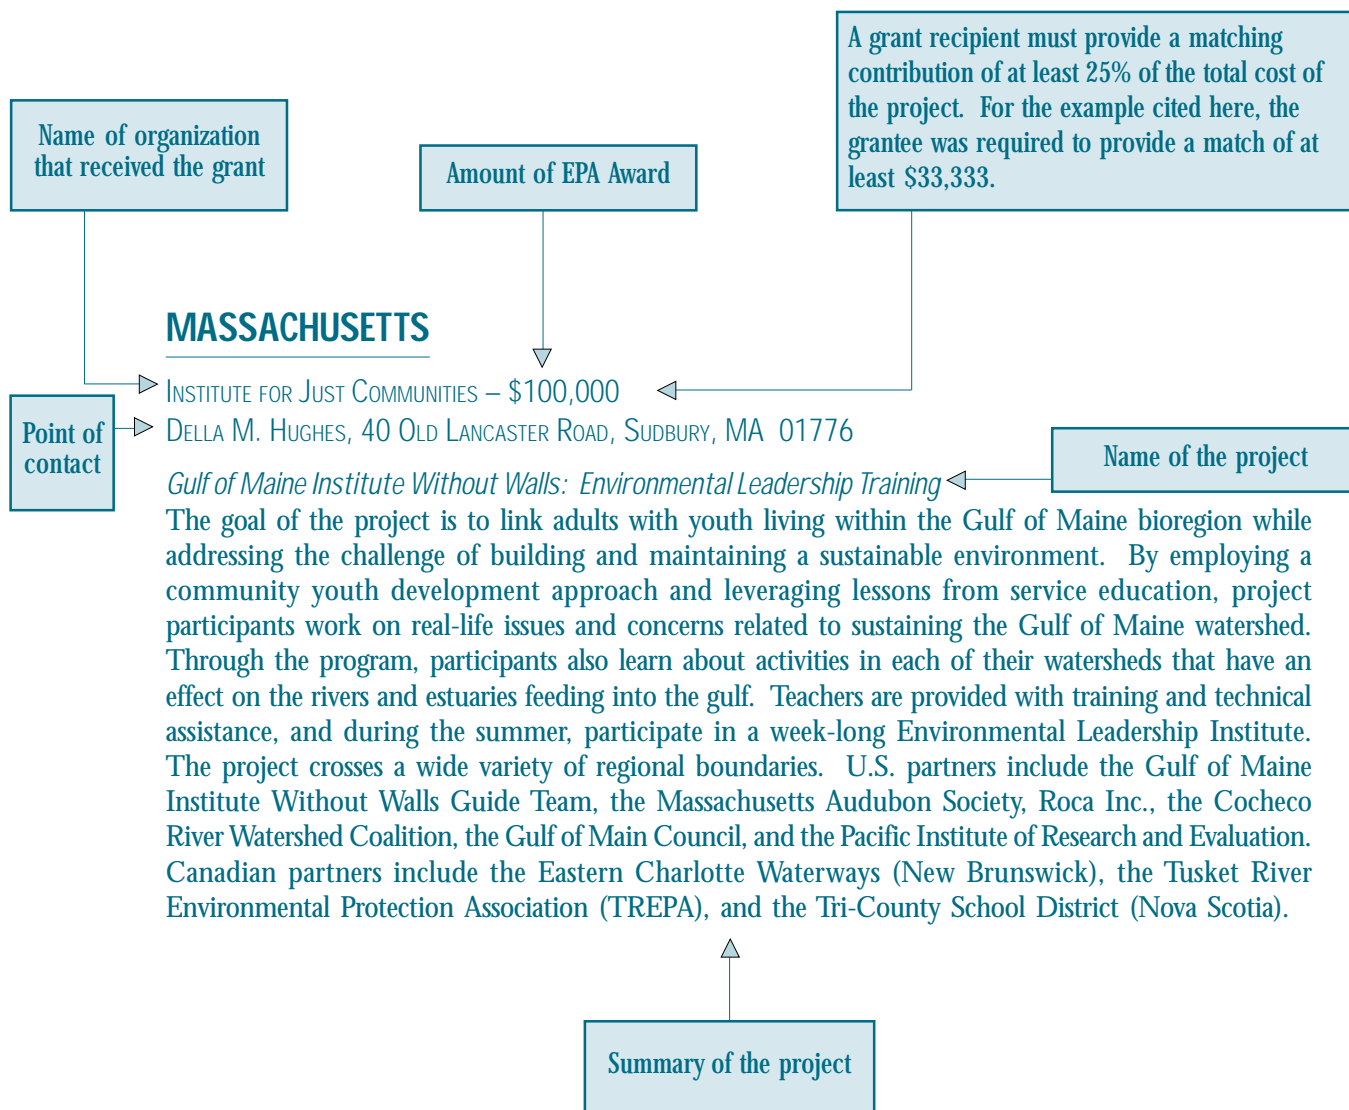 A grant recipient must provide a matching
contribution of at least 25% of the total cost of
the project. For the example cited here, the
grantee was required to provide a match of at
least $33,333.
Name of organization
that received the grant
Amount of EPA Award
MASSACHUSETTS
INSTITUTE FOR JUST COMMUNITIES – $100,000
Point of
contact
DELLA M. HUGHES, 40 OLD LANCASTER ROAD, SUDBURY, MA 01776
Name of the project
Gulf of Maine Institute Without Walls: Environmental Leadership Training
The goal of the project is to link adults with youth living within the Gulf of Maine bioregion while
addressing the challenge of building and maintaining a sustainable environment. By employing a
community youth development approach and leveraging lessons from service education, project
participants work on real-life issues and concerns related to sustaining the Gulf of Maine watershed.
Through the program, participants also learn about activities in each of their watersheds that have an
effect on the rivers and estuaries feeding into the gulf. Teachers are provided with training and technical
assistance, and during the summer, participate in a week-long Environmental Leadership Institute.
The project crosses a wide variety of regional boundaries. U.S. partners include the Gulf of Maine
Institute Without Walls Guide Team, the Massachusetts Audubon Society, Roca Inc., the Cocheco
River Watershed Coalition, the Gulf of Main Council, and the Pacific Institute of Research and Evaluation.
Canadian partners include the Eastern Charlotte Waterways (New Brunswick), the Tusket River
Environmental Protection Association (TREPA), and the Tri-County School District (Nova Scotia).
Summary of the project